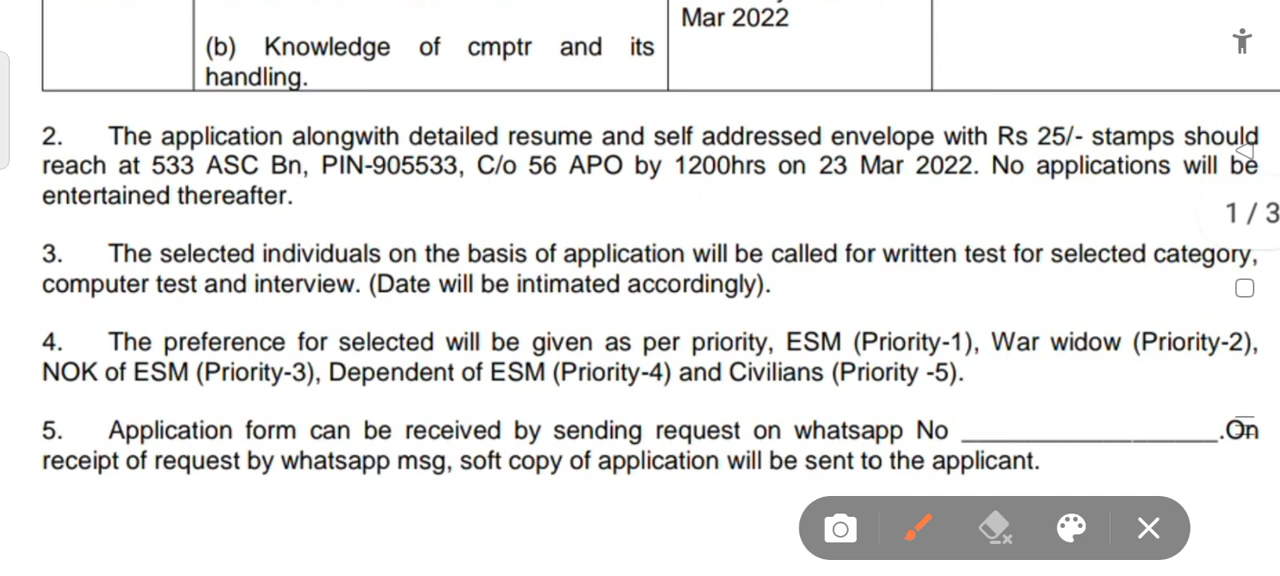 Mar 2022
(b) Knowledge of cmptr and its
handling.
2. The application alongwith detailed resume and self addressed envelope with Rs 25/- stamps should
reach at 533 ASC Bn, PIN-905533, C/o 56 APO by 1200hrs on 23 Mar 2022. No applications will be
entertained thereafter.
1 / 3
3. The selected individuals on the basis of application will be called for written test for selected category,
computer test and interview. (Date will be intimated accordingly).
4. The preference for selected will be given as per priority, ESM (Priority-1), War widow (Priority-2),
NOK of ESM (Priority-3), Dependent of ESM (Priority-4) and Civilians (Priority -5).
5. Application form can be received by sending request on whatsapp No ____________________.On
receipt of request by whatsapp msg, soft copy of application will be sent to the applicant.